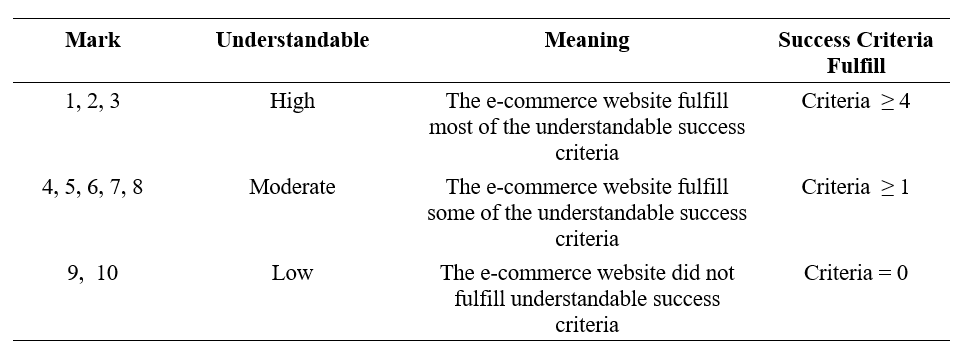 Mark Understandable Meaning Success Criteria
Fulfill
1, 2, 3 High The e-commerce website fulfill Criteria ≥ 4
most of the understandable success
criteria
4, 5, 6, 7, 8 Moderate The e-commerce website fulfill Criteria ≥ 1
some of the understandable success
criteria
9, 10 Low The e-commerce website did not Criteria = 0
fulfill understandable success
criteria